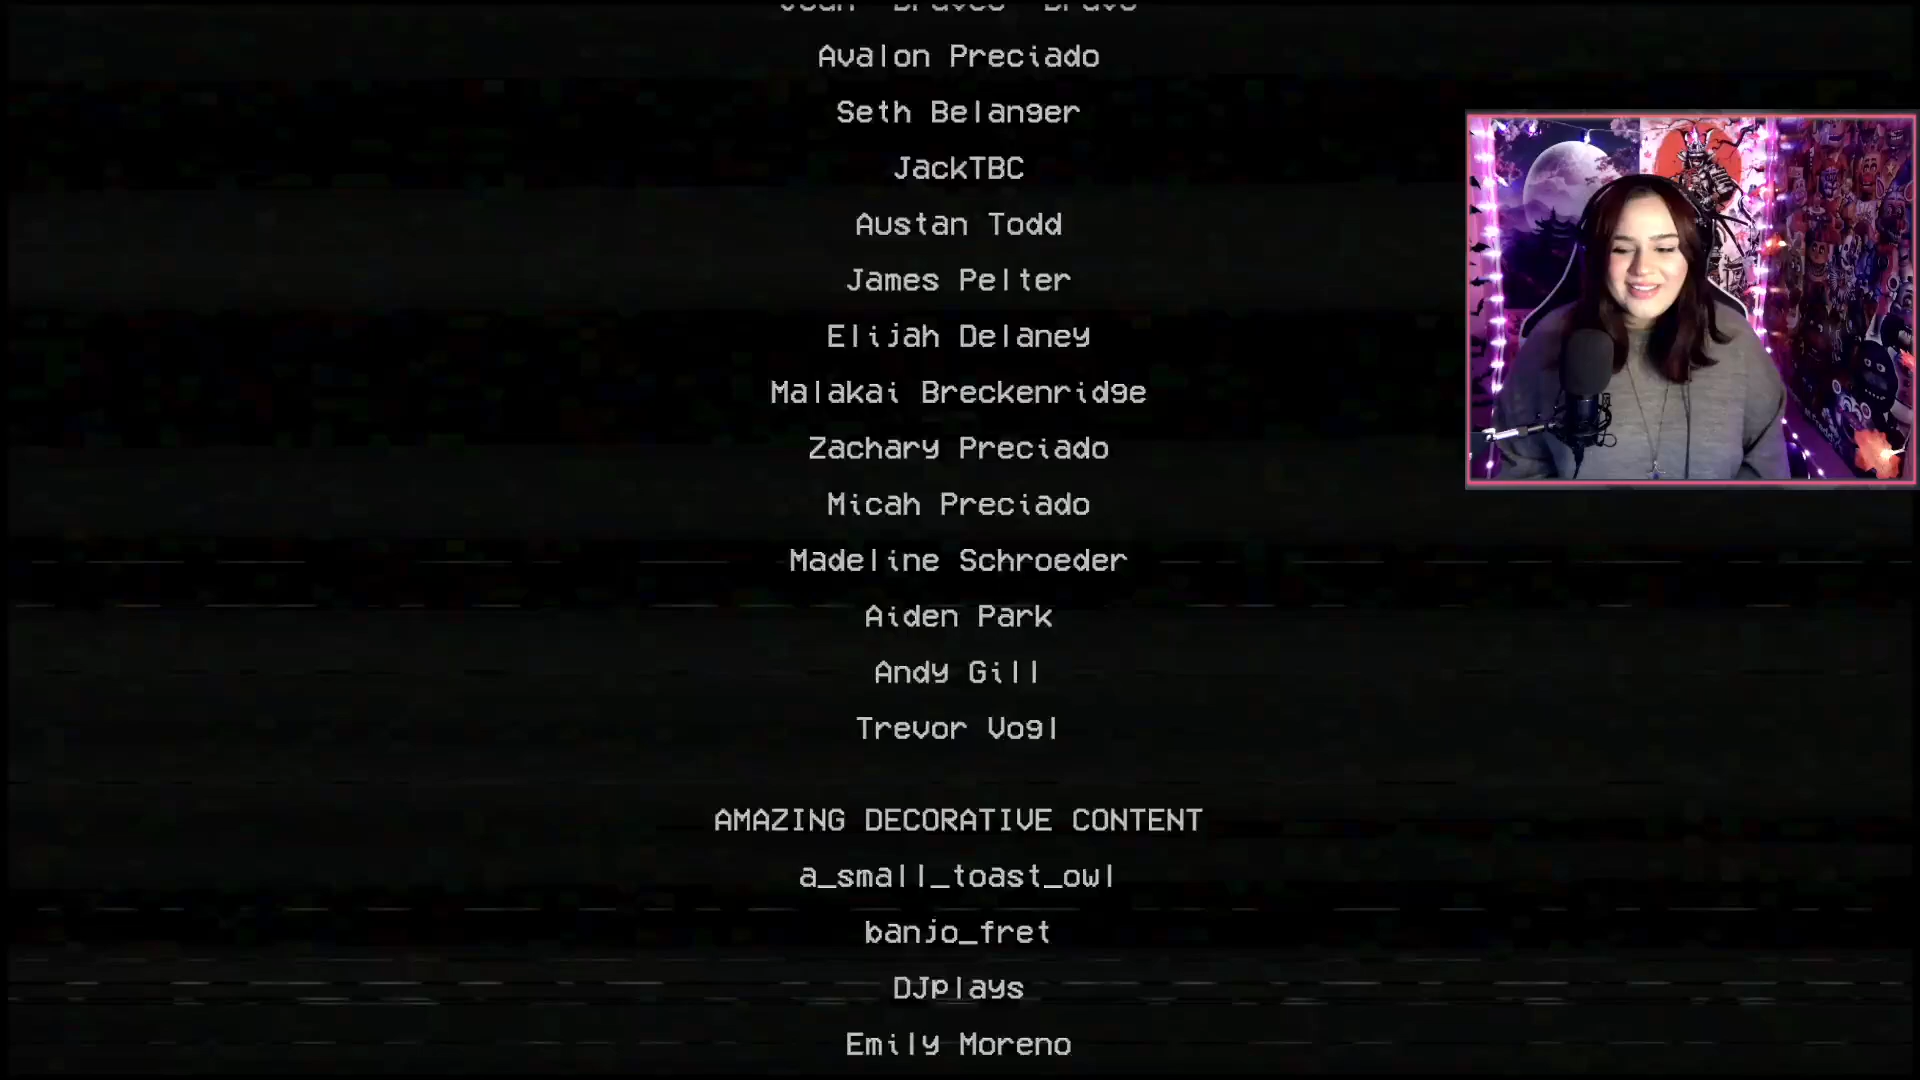 Avalon Preciado
Seth Belanger
JackTBC
Austan Todd
James Pelter
Elijah Delaney
Malakai Breckenridge
Zachary Preciado
Micah Preciado
Madeline Schroeder
Aiden Park
Andy Gill
Trevor Vogl
AMAZING DECORATIVE CONTENT
a_small_toast_owl
banjo_fret
DJplays
Emily Moreno